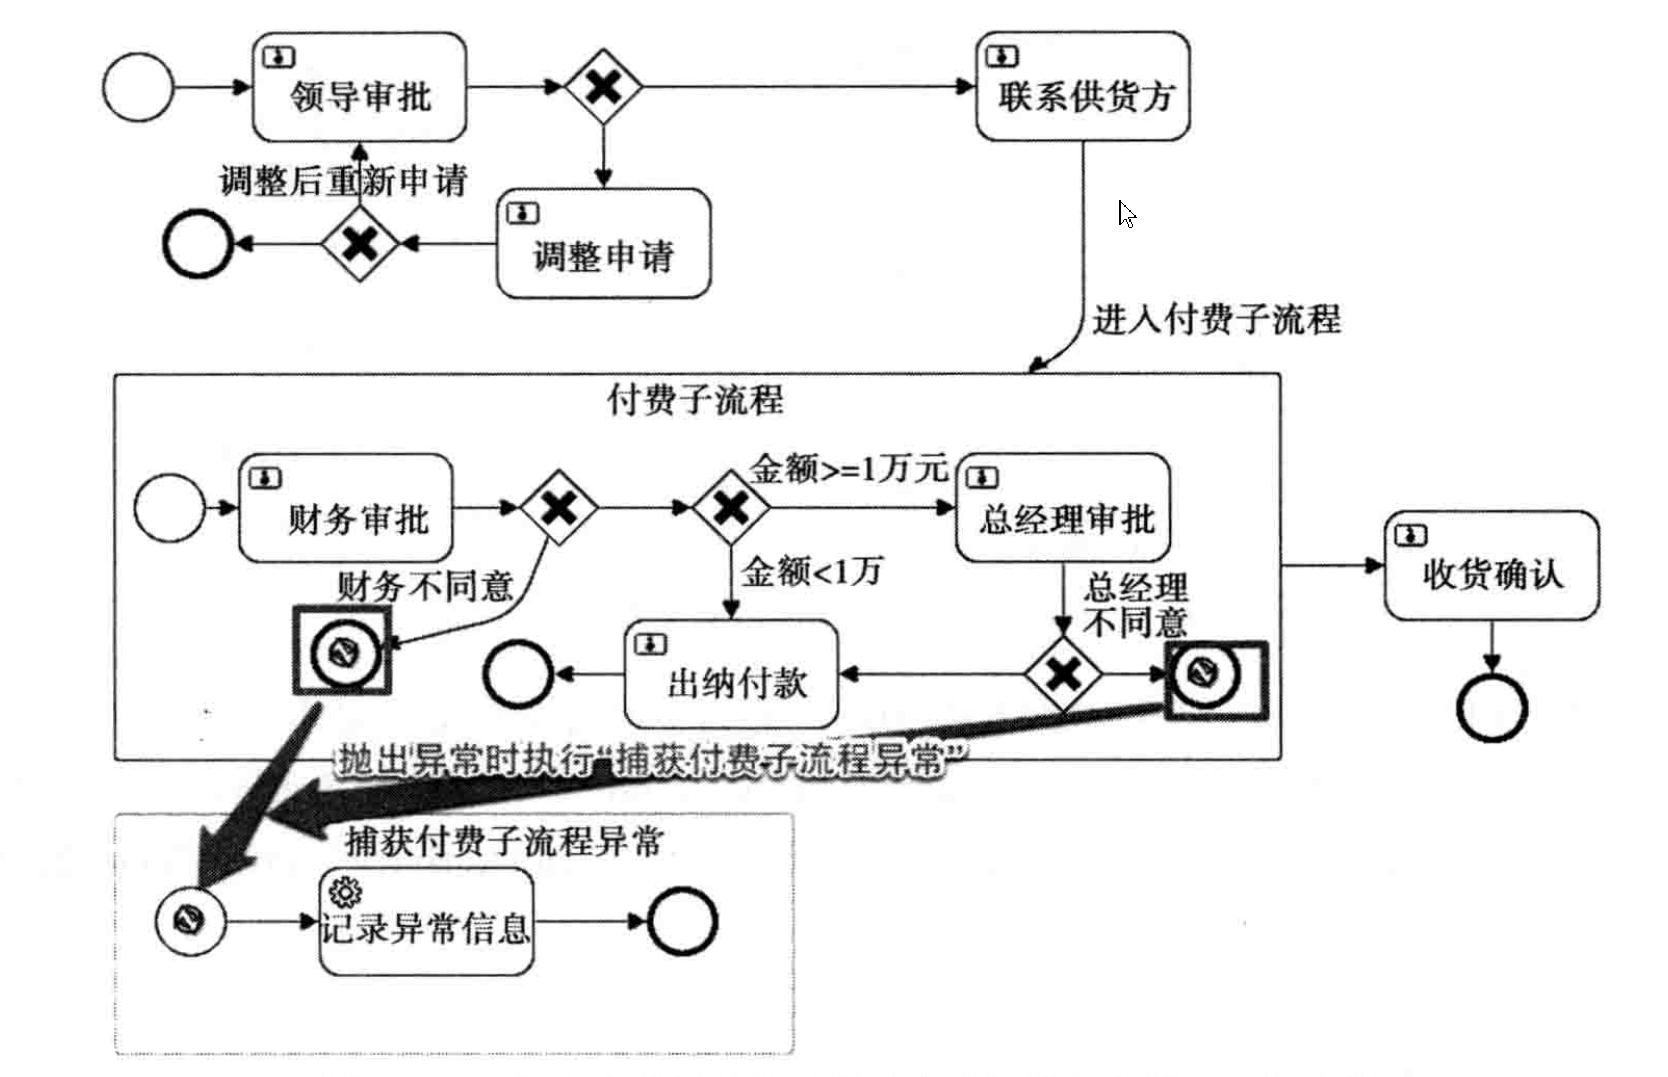 领导审批
联系供货方
调整后重新申请
调整申请
进入付费子流程
付费子流程
金额>=1万元
财务审批
总经理审批
财务不同意
金额<1万
总经理
不同意
收货确认
出纳付款
抛出异常时执行“捕获付费子流程异常”
捕获付费子流程异常
记录异常信息